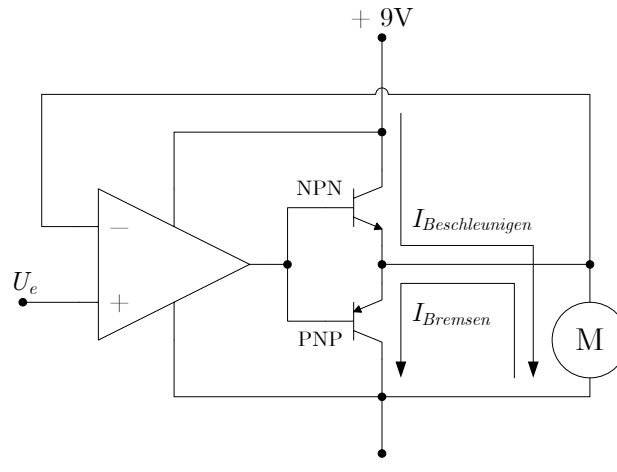 + 9V
NPN
−
I_Beschleunigen
U_e
+
I_Bremsen
PNP
M